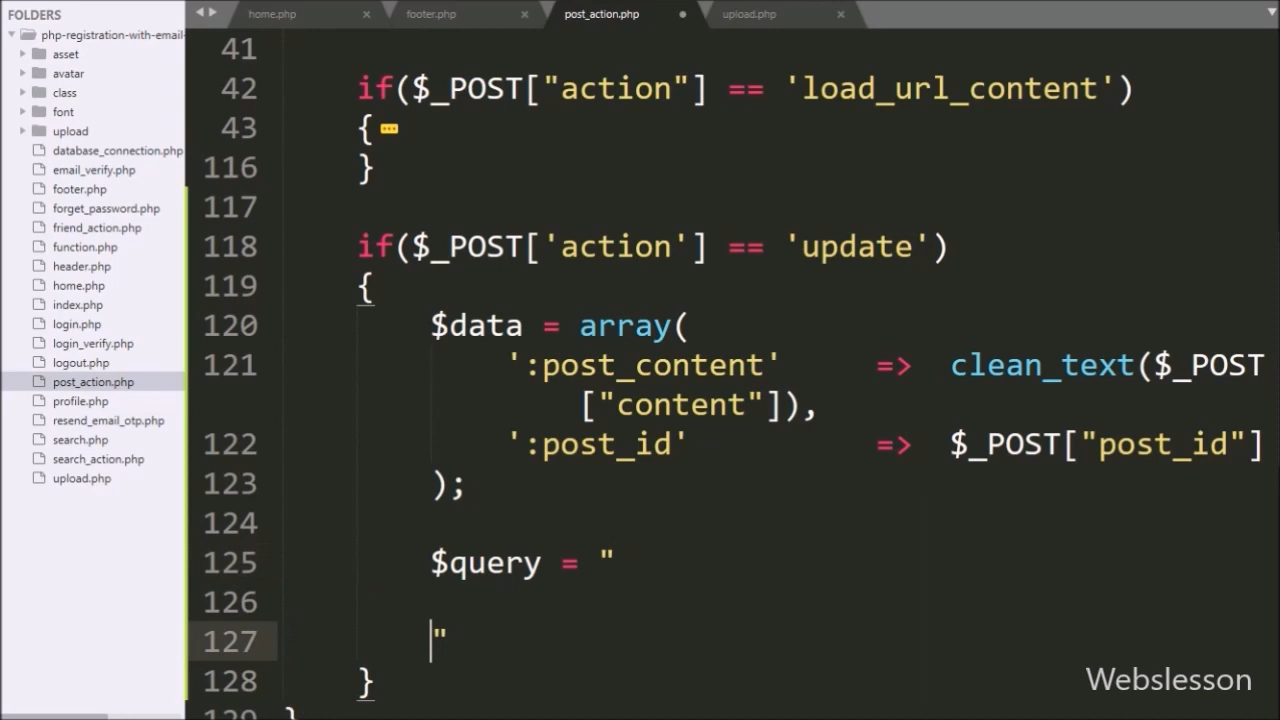 FOLDERS
php-registration-with-email-
asset
avatar
class
font
upload
database_connection.php
email_verify.php
footer.php
forget_password.php
friend_action.php
function.php
header.php
home.php
index.php
login.php
login_verify.php
logout.php
post_action.php
profile.php
resend_email_otp.php
search.php
search_action.php
upload.php
home.php × footer.php × post_action.php upload.php ×
41
42 if($_POST["action"] == 'load_url_content')
43 {
116 }
117
118 if($_POST['action'] == 'update')
119 {
120 $data = array(
121 ':post_content' => clean_text($_POST
["content"]),
122 ':post_id' => $_POST["post_id"]
123 );
124
125 $query = "
126
127 "
128 }
129 }
Webslesson